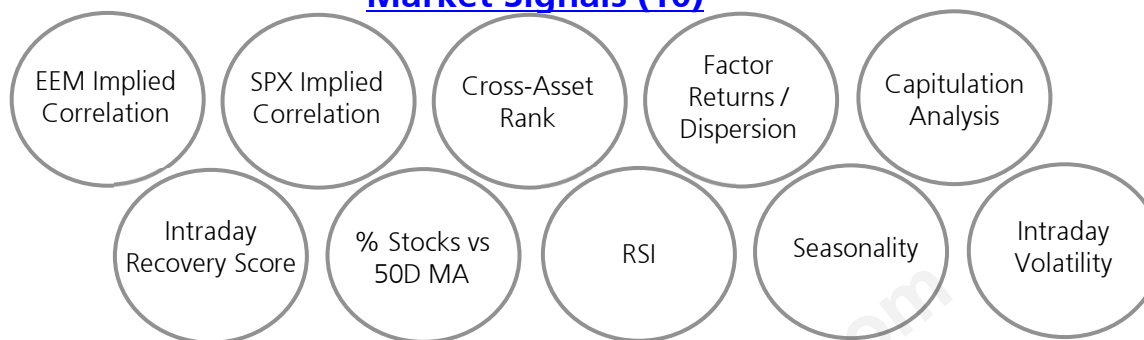 Market Signals (10)
EEM Implied
Correlation
SPX Implied
Correlation
Cross-Asset
Rank
Factor
Returns /
Dispersion
Capitulation
Analysis
Intraday
Recovery Score
% Stocks vs
50D MA
RSI
Seasonality
Intraday
Volatility
om